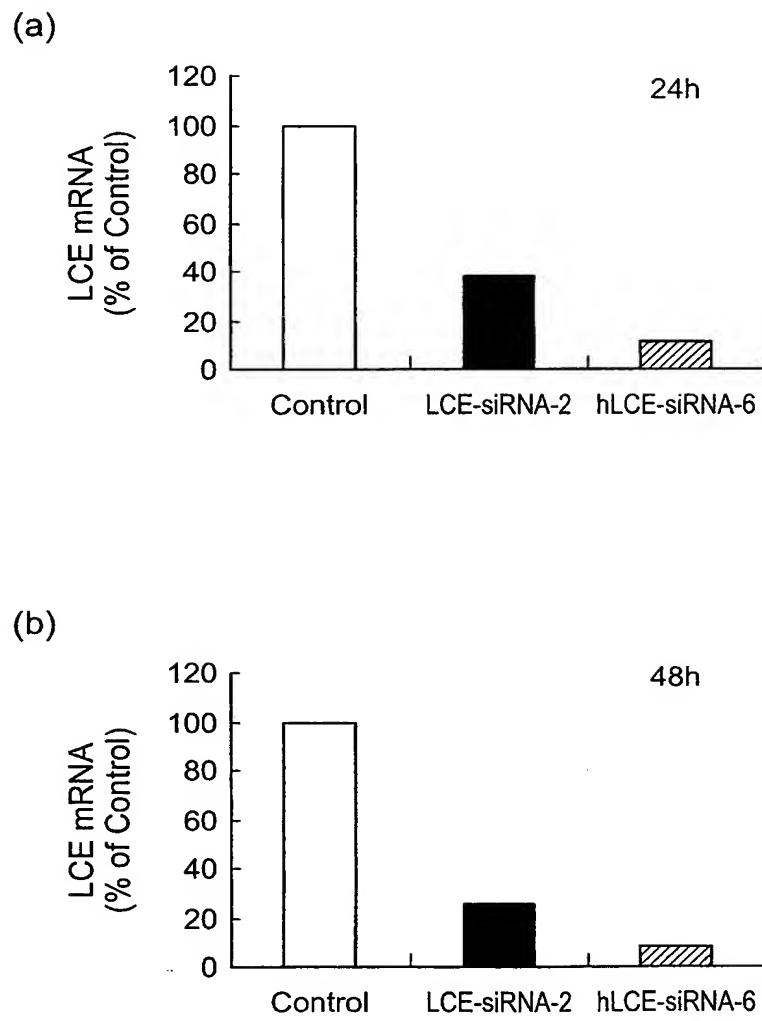 (a)
LCE mRNA
(% of Control)
120
100
80
60
40
20
0
24h
Control LCE-siRNA-2 hLCE-siRNA-6
(b)
LCE mRNA
(% of Control)
120
100
80
60
40
20
0
48h
Control LCE-siRNA-2 hLCE-siRNA-6